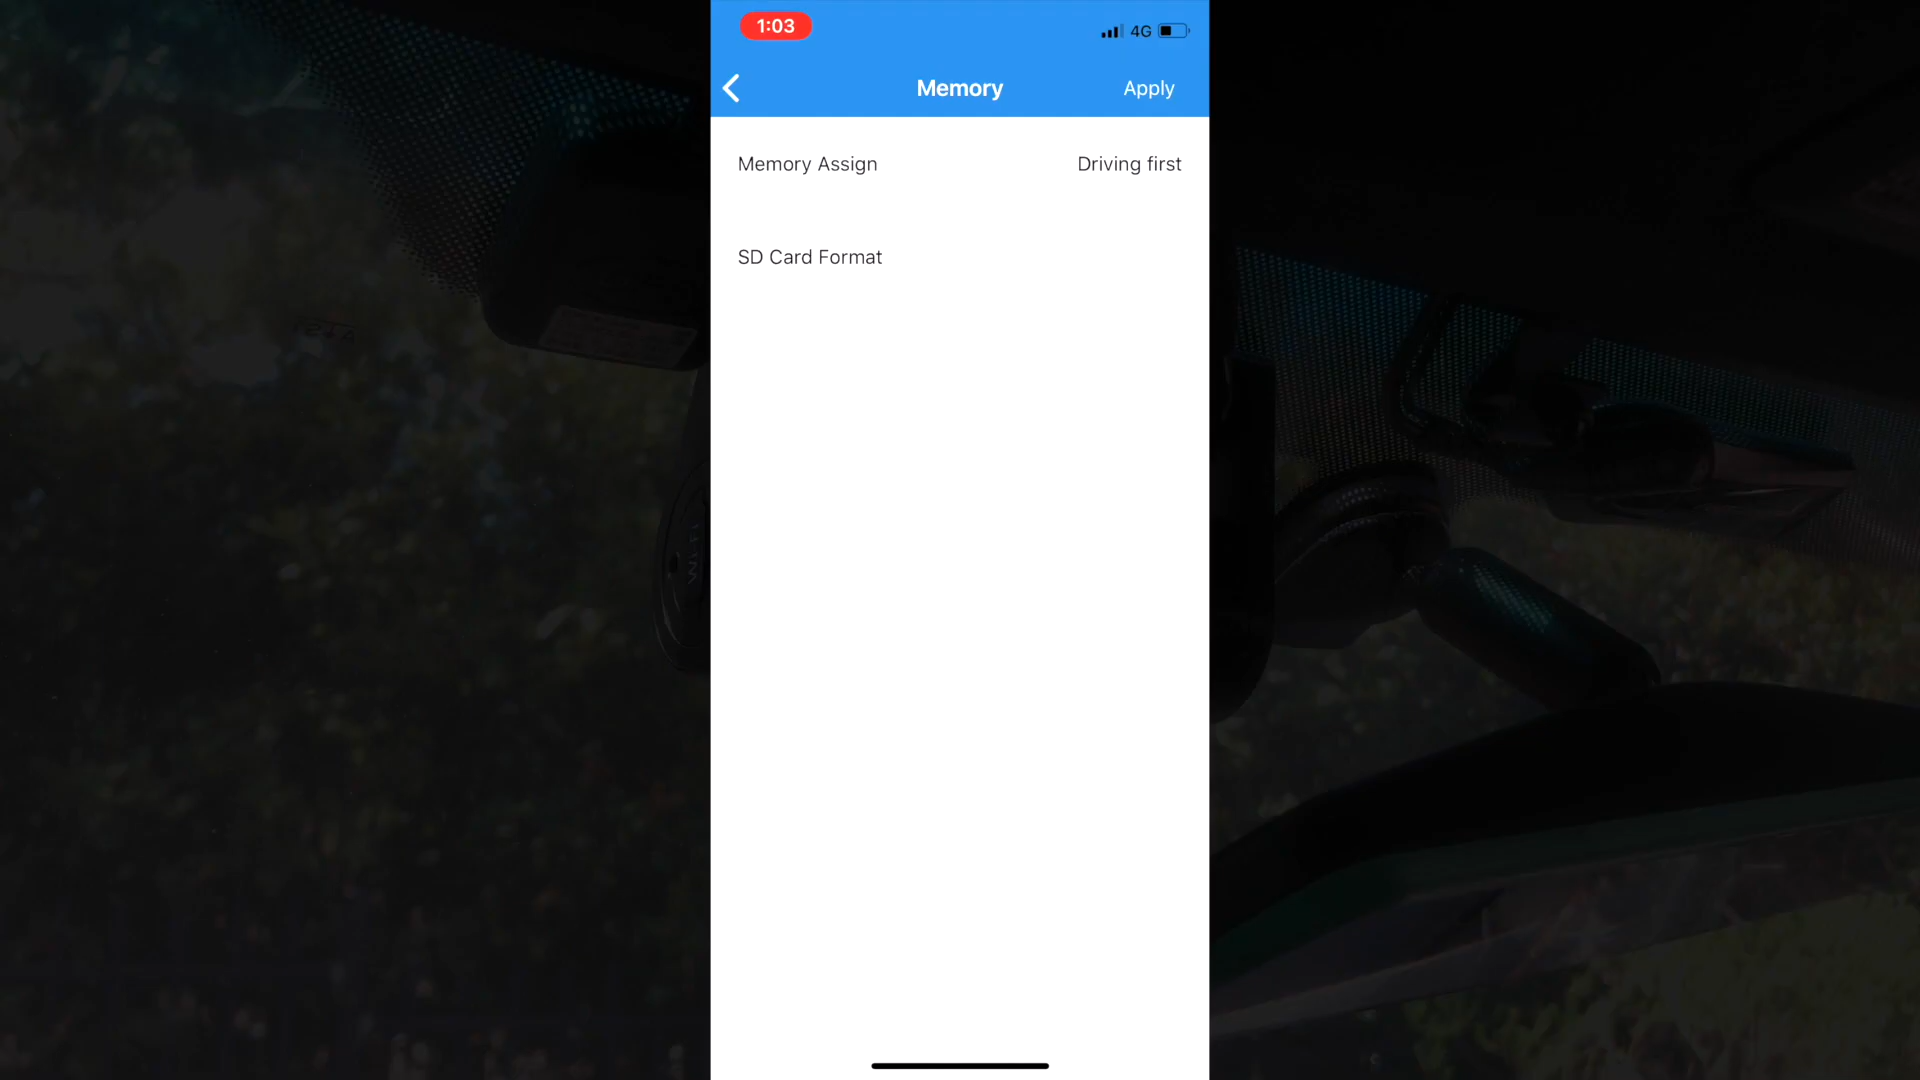 1:03
4G
Memory
Apply
Memory Assign
Driving first
SD Card Format